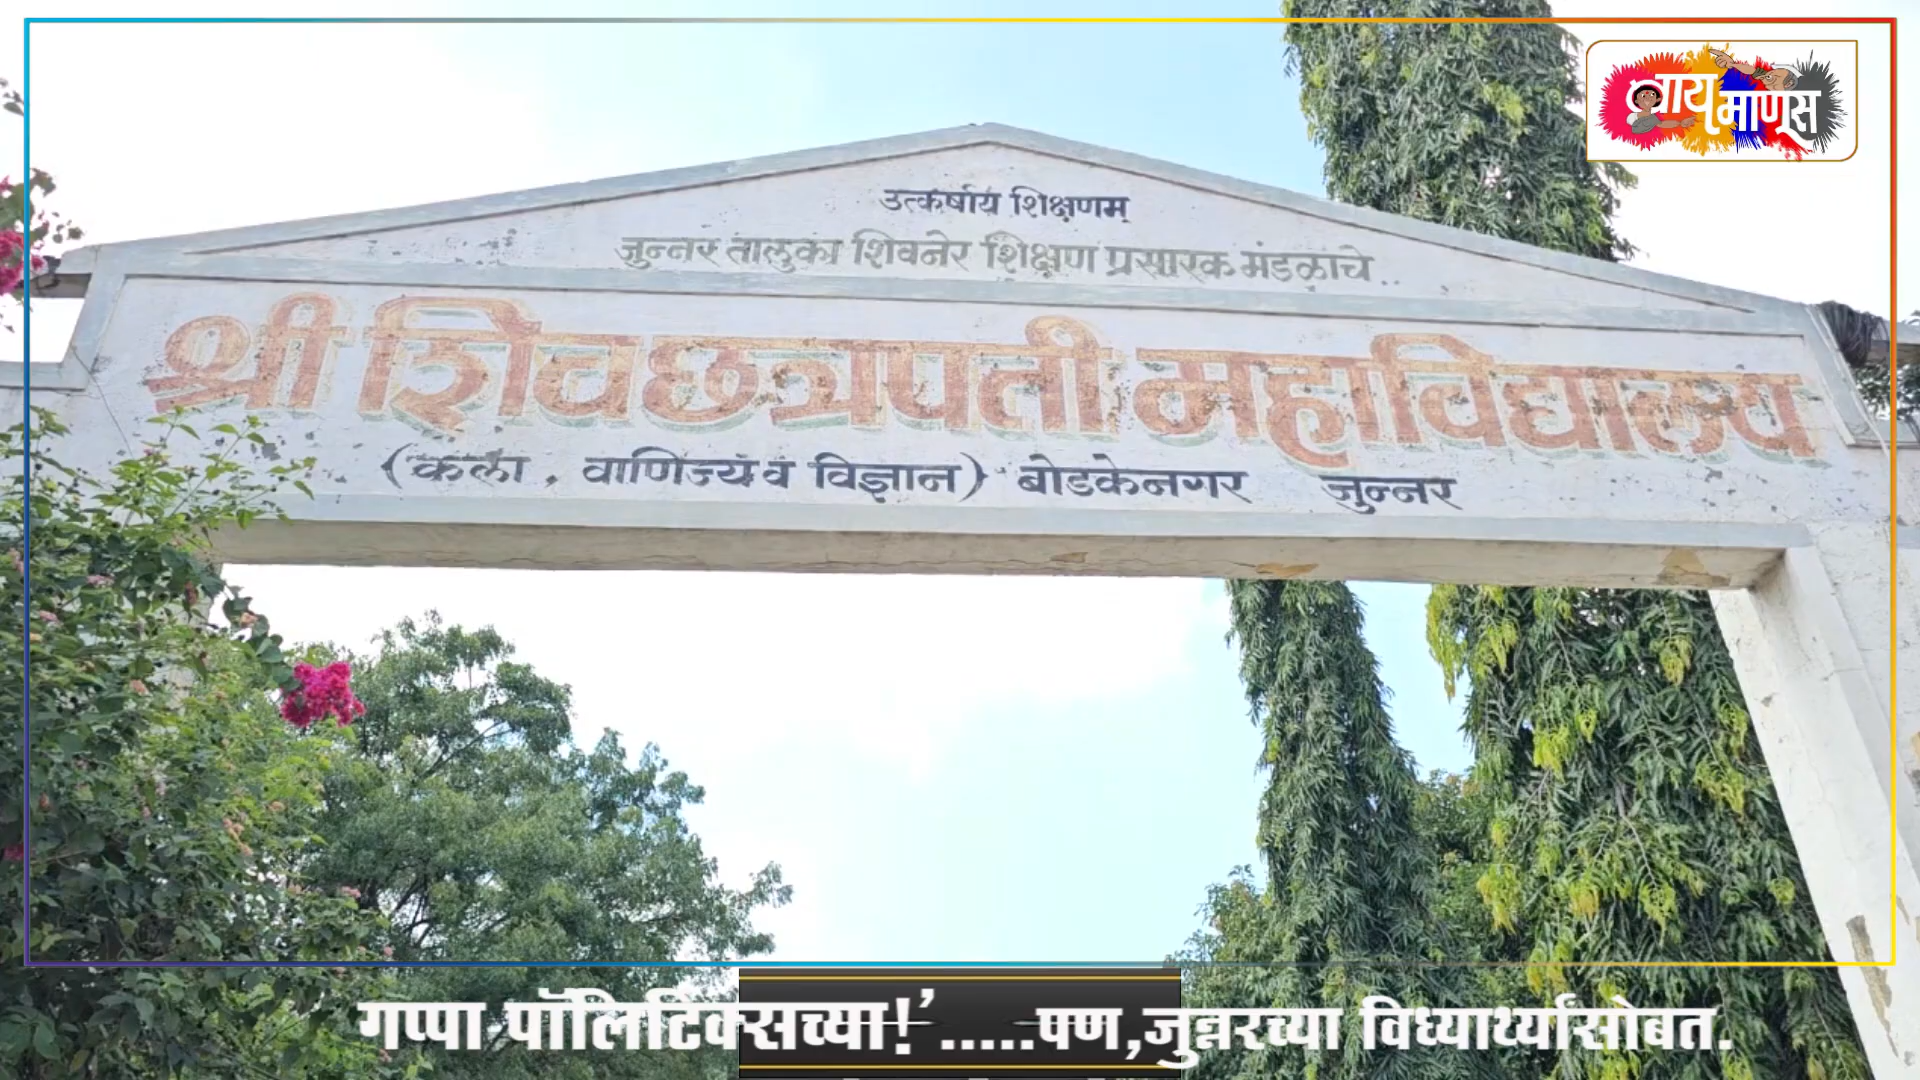 वायू माणूस
उत्कर्षाय शिक्षणम्
जुन्नर तालुका शिवनेर शिक्षण प्रसारक मंडळाचे..
श्री शिवछत्रपती महाविद्यालय
(कला, वाणिज्य व विज्ञान) बोडकेनगर जुन्नर
गप्पा पॉलिटिक्सच्या!’.....पण,जुन्नरच्या विध्यार्थ्यांसोबत.